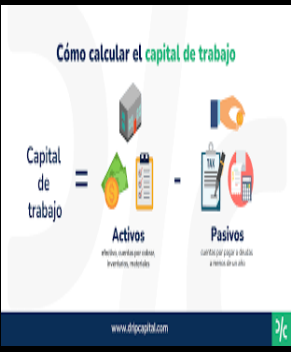 Cómo calcular el capital de trabajo
Capital
de
trabajo
=
-
TAX
Activos
efectivo, cuentas por cobrar,
inventarios, materiales
Pasivos
cuentas por pagar a deudas
a menos de un año
www.dripcapital.com